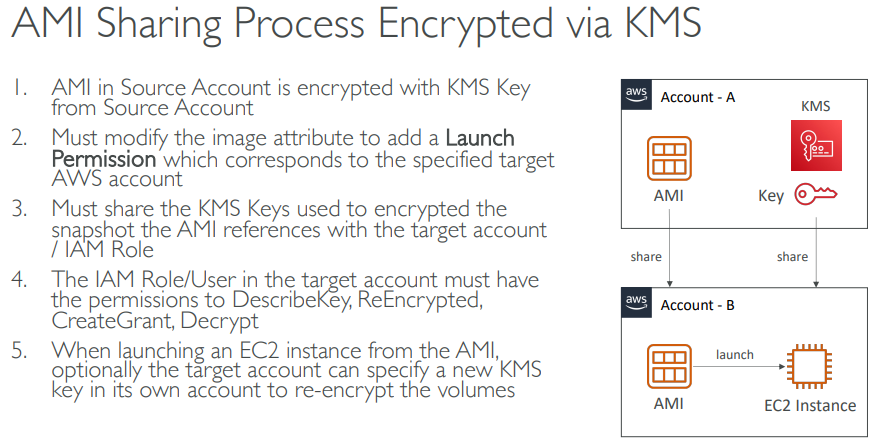 AMI Sharing Process Encrypted via KMS
1. AMI in Source Account is encrypted with KMS Key
from Source Account
2. Must modify the image attribute to add a Launch
Permission which corresponds to the specified target
AWS account
3. Must share the KMS Keys used to encrypted the
snapshot the AMI references with the target account
/ IAM Role
4. The IAM Role/User in the target account must have
the permissions to DescribeKey, ReEncrypted,
CreateGrant, Decrypt
5. When launching an EC2 instance from the AMI,
optionally the target account can specify a new KMS
key in its own account to re-encrypt the volumes
aws
Account - A
KMS
AMI
Key
share
share
aws
Account - B
launch
AMI
EC2 Instance